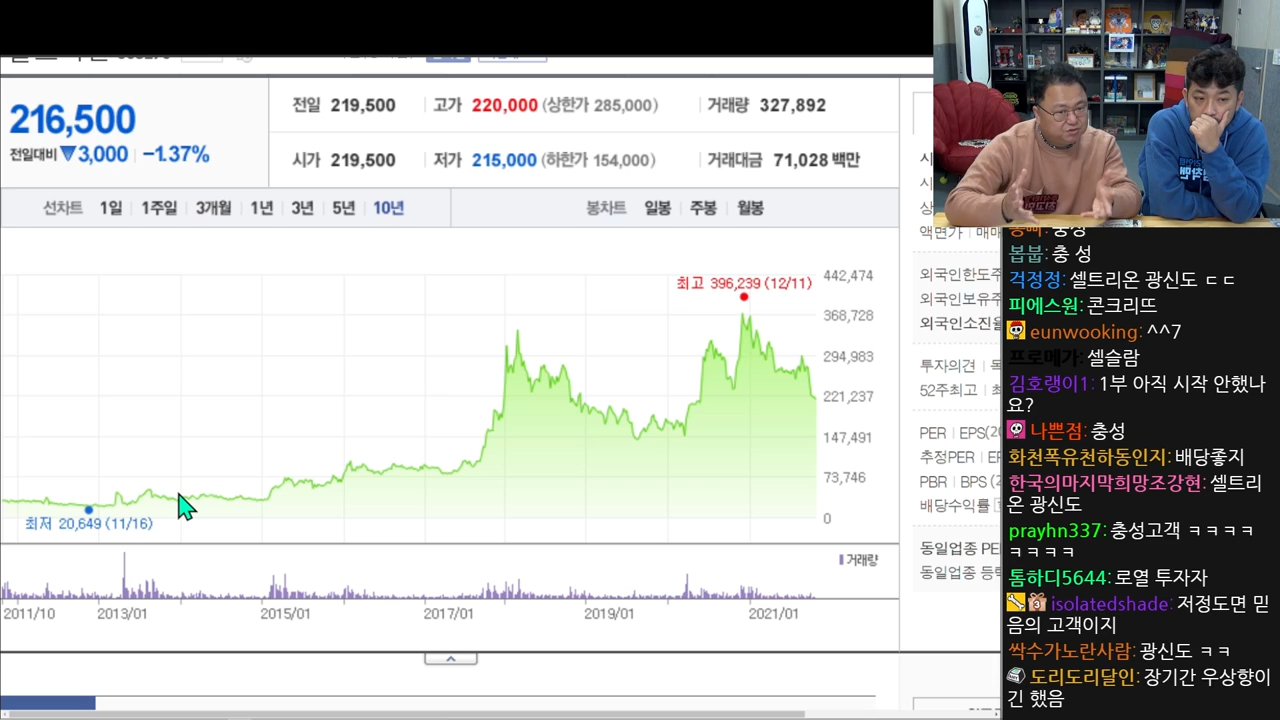 216,500
전일대비 ▼3,000 | -1.37%
전일 219,500 고가 220,000 (상한가 285,000) 거래량 327,892
시가 219,500 저가 215,000 (하한가 154,000) 거래대금 71,028 백만
선차트 1일 1주일 3개월 1년 3년 5년 10년 봉차트 일봉 주봉 월봉
최고 396,239 (12/11)
442,474
368,728
294,983
221,237
147,491
73,746
0
최저 20,649 (11/16)
거래량
2011/10 2013/01 2015/01 2017/01 2019/01 2021/01
액면가 | 매매
외국인한도주
외국인보유주
외국인소진율
투자의견
52주최고
PER | EPS(20
추정PER | EP
PBR | BPS (2
배당수익률
동일업종 PE
동일업종 등락
봅붑: 충 성
걱정정: 셀트리온 광신도 ㄷㄷ
피에스원: 콘크리뜨
eunwooking: ^^7
프로메가: 셀슬람
김호랭이1: 1부 아직 시작 안했나
요?
나쁜점: 충성
화천폭유천하동인지: 배당좋지
한국의마지막희망조강현: 셀트리
온 광신도
prayhn337: 충성고객 ㅋㅋㅋㅋ
ㅋㅋㅋㅋ
톰하디5644: 로열 투자자
isolatedshade: 저정도면 믿
음의 고객이지
싹수가노란사람: 광신도 ㅋㅋ
도리도리달인: 장기간 우상향이
긴 했음